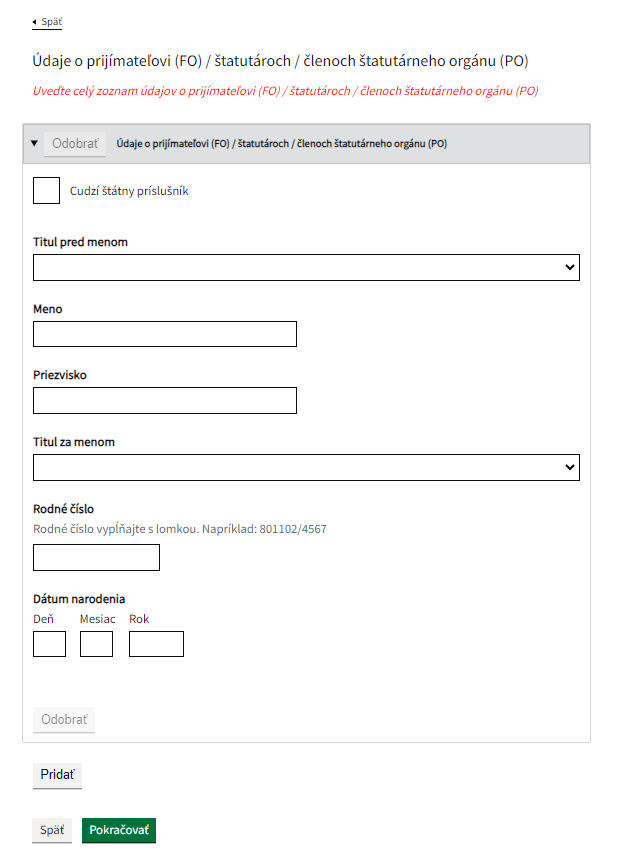 Späť
Údaje o prijímateľovi (FO) / štatutároch / členoch štatutárneho orgánu (PO)
Uveďte celý zoznam údajov o prijímateľovi (FO) / štatutároch / členoch štatutárneho orgánu (PO)
Odobrať Údaje o prijímateľovi (FO) / štatutároch / členoch štatutárneho orgánu (PO)
Cudzí štátny príslušník
Titul pred menom
Meno
Priezvisko
Titul za menom
Rodné číslo
Rodné číslo vypĺňajte s lomkou. Napríklad: 801102/4567
Dátum narodenia
Deň Mesiac Rok
Odobrať
Pridať
Späť Pokračovať